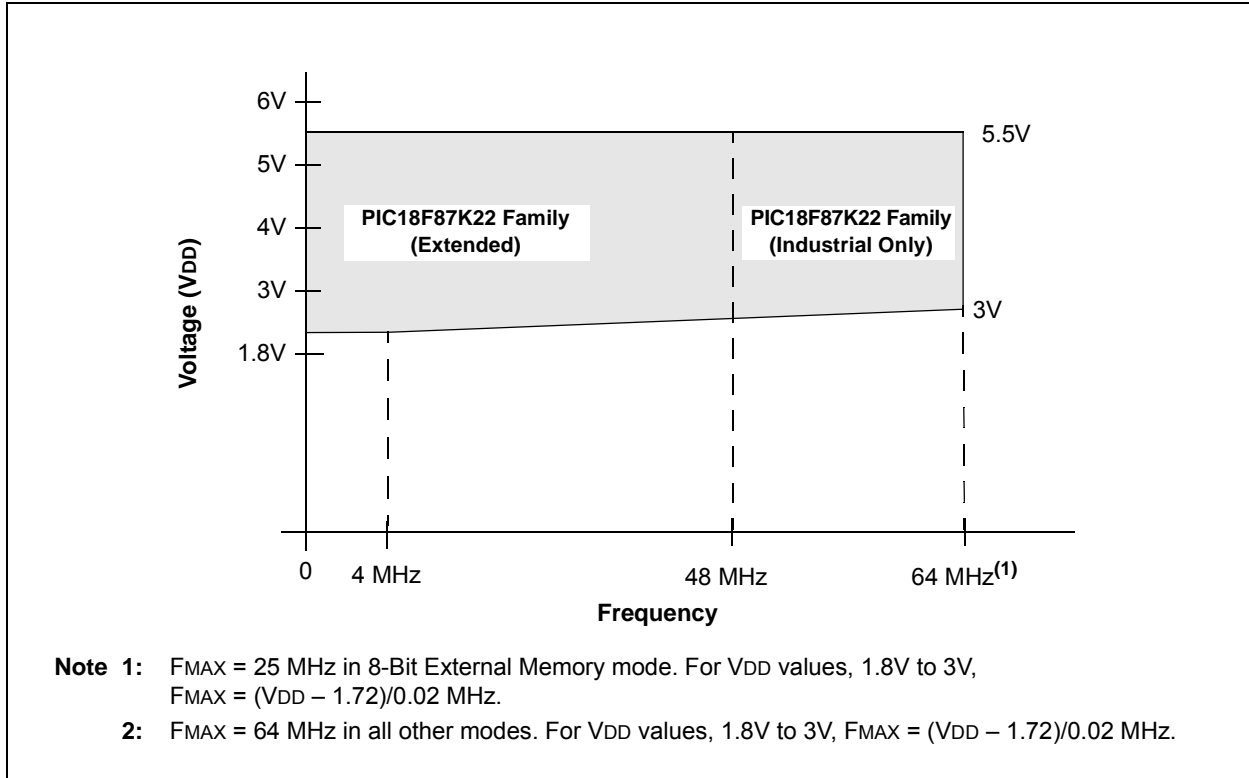 6V
5.5V
5V
PIC18F87K22 Family
(Extended)
PIC18F87K22 Family
(Industrial Only)
4V
Voltage (VDD)
3V
3V
1.8V
0
4 MHz
48 MHz
64 MHz(1)
Frequency
Note 1: FMAX = 25 MHz in 8-Bit External Memory mode. For VDD values, 1.8V to 3V,
FMAX = (VDD – 1.72)/0.02 MHz.
2: FMAX = 64 MHz in all other modes. For VDD values, 1.8V to 3V, FMAX = (VDD – 1.72)/0.02 MHz.